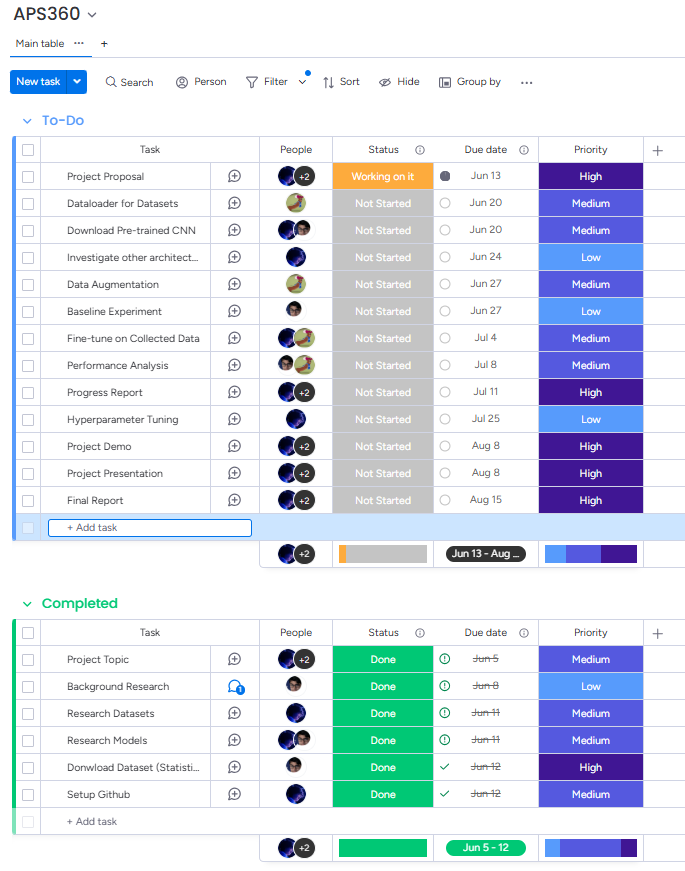 APS360
Main table ... +
New task Search Person Filter Sort Hide Group by ...
To-Do
Task People Status Due date Priority +
Project Proposal +2 Working on it Jun 13 High
Dataloader for Datasets Not Started Jun 20 Medium
Download Pre-trained CNN Not Started Jun 20 Medium
Investigate other architect... Not Started Jun 24 Low
Data Augmentation Not Started Jun 27 Medium
Baseline Experiment Not Started Jun 27 Low
Fine-tune on Collected Data Not Started Jul 4 Medium
Performance Analysis Not Started Jul 8 Medium
Progress Report +2 Not Started Jul 11 High
Hyperparameter Tuning Not Started Jul 25 Low
Project Demo +2 Not Started Aug 8 High
Project Presentation +2 Not Started Aug 8 High
Final Report +2 Not Started Aug 15 High
+ Add task
+2 Jun 13 - Aug ...
Completed
Task People Status Due date Priority +
Project Topic +2 Done Jun 5 Medium
Background Research 1 Done Jun 8 Low
Research Datasets Done Jun 11 Medium
Research Models Done Jun 11 Medium
Donwload Dataset (Statisti... Done Jun 12 High
Setup Github Done Jun 12 Medium
+ Add task
+2 Jun 5 - 12